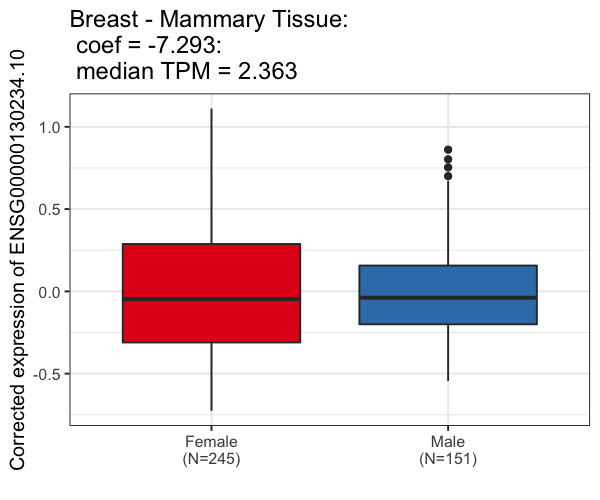 Breast - Mammary Tissue:
coef = -7.293:
median TPM = 2.363
Corrected expression of ENSG00000130234.10
1.0
0.5
0.0
-0.5
Female
(N=245)
Male
(N=151)